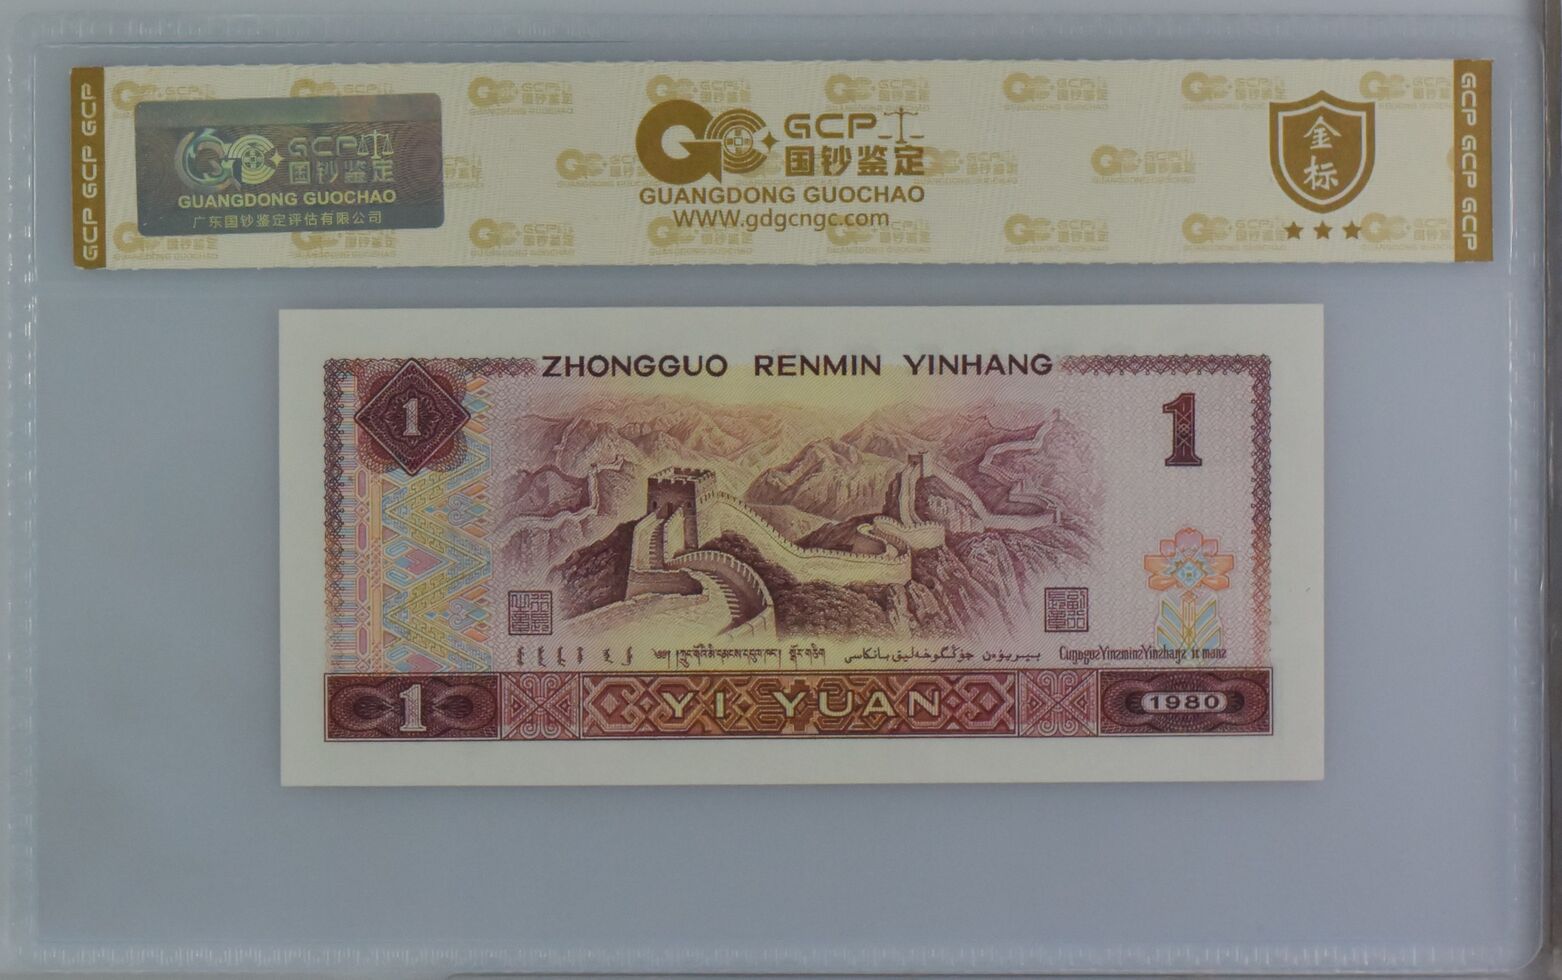 GCP GCP GCP
GCP 国钞鉴定
GUANGDONG GUOCHAO
广东国钞鉴定评估有限公司
GCP
国钞鉴定
GUANGDONG GUOCHAO
WWW.gdgcngc.com
金标
GCP GCP GCP
ZHONGGUO RENMIN YINHANG
1
1
1
YI YUAN
1980